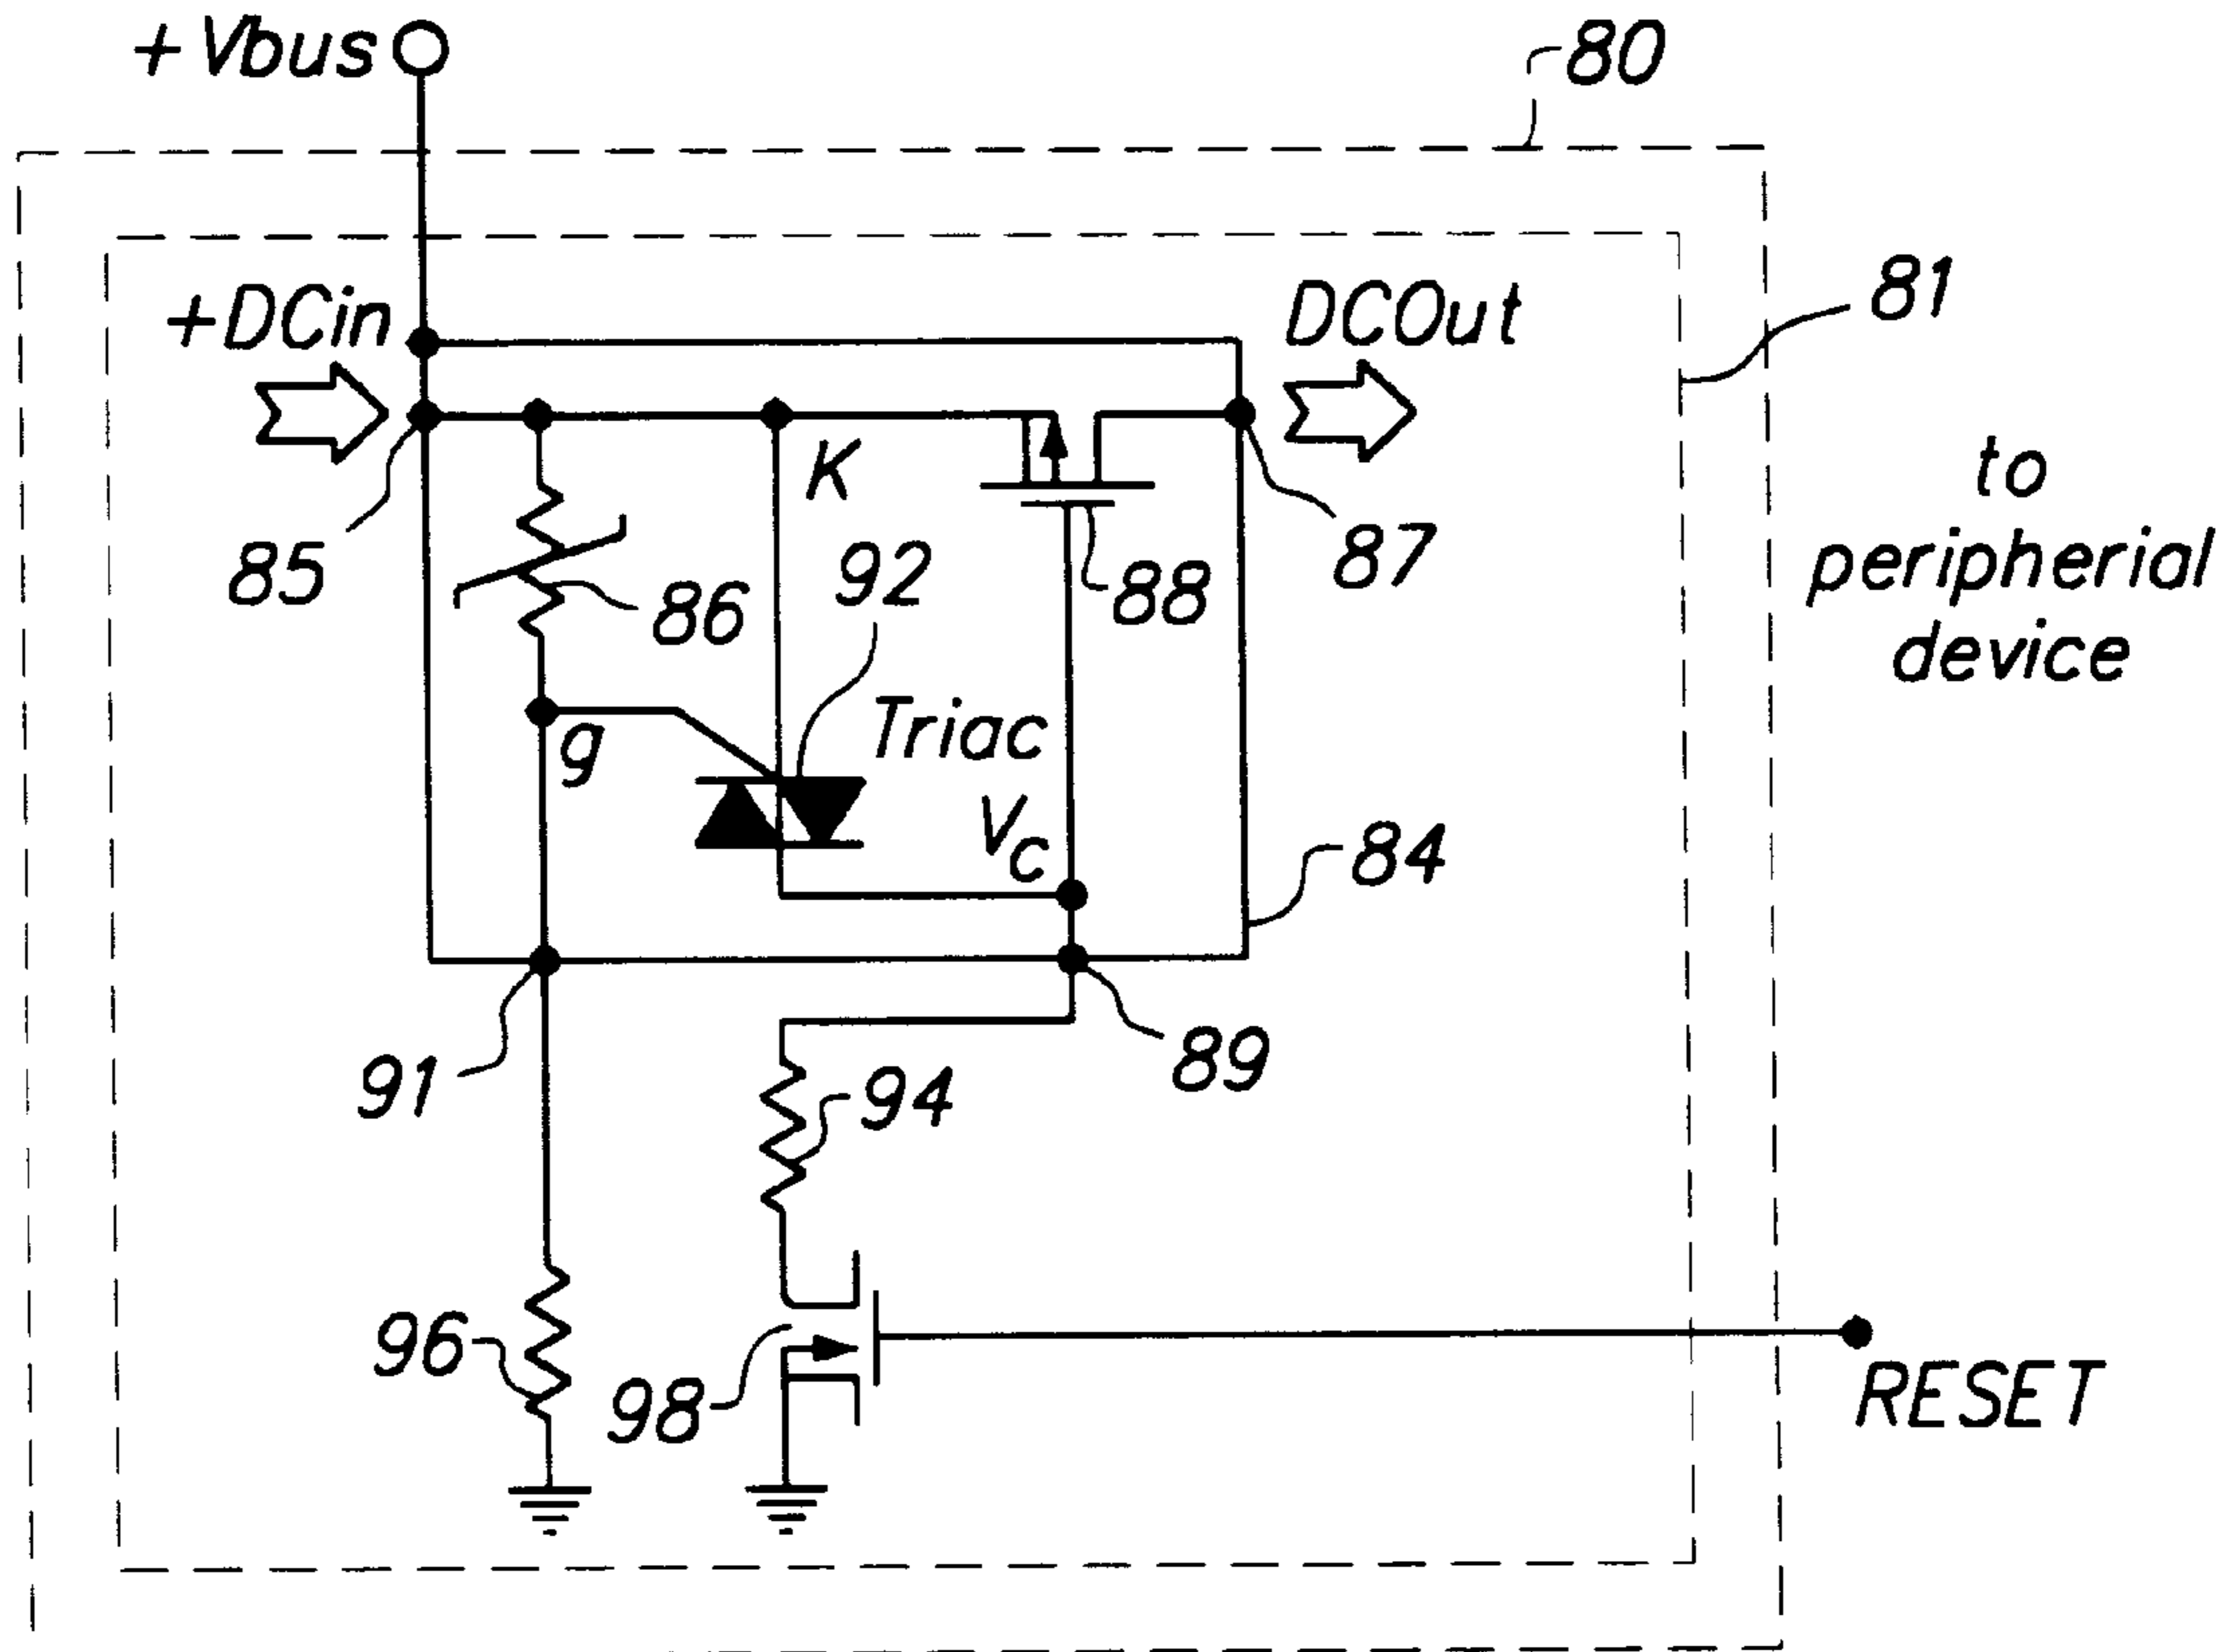 +Vbus
80
+DCin
DCOut
81
K
to
peripherial
device
85
86
92
88
87
g
Triac
Vc
84
91
89
94
96
98
RESET